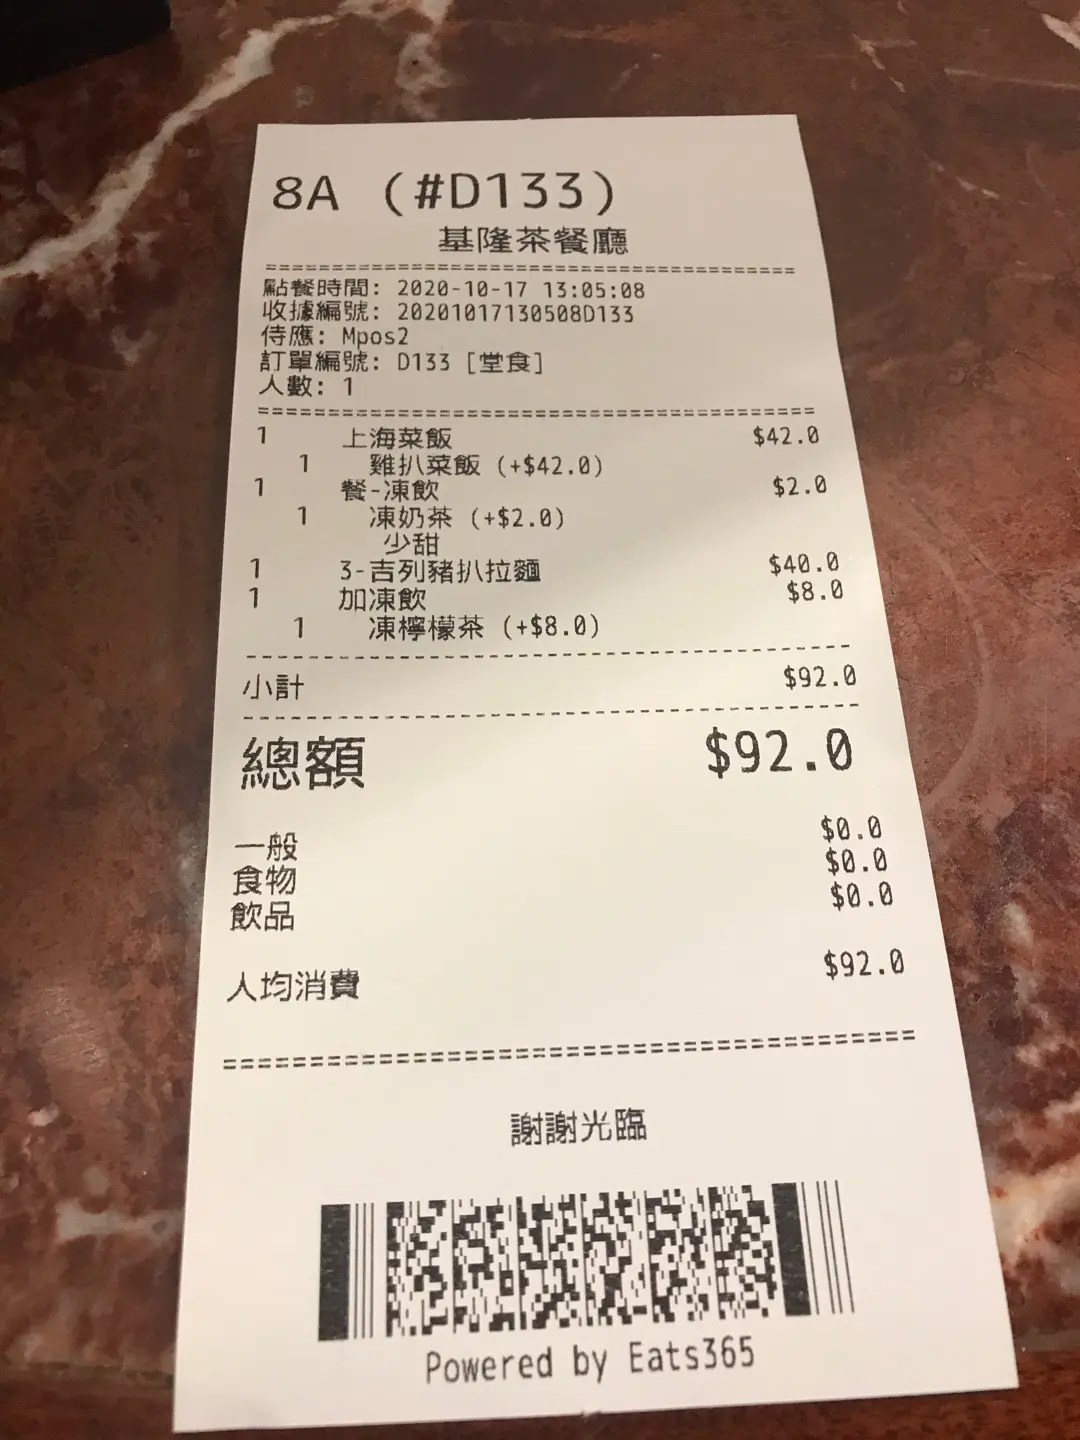 8A (#D133)
基隆茶餐廳
========================================
點餐時間: 2020-10-17 13:05:08
收據編號: 20201017130508D133
侍應: Mpos2
訂單編號: D133 [堂食]
人數: 1
========================================
1 上海菜飯 $42.0
1 雞扒菜飯 (+$42.0)
1 餐-凍飲 $2.0
1 凍奶茶 (+$2.0)
少甜
1 3-吉列豬扒拉麵 $40.0
1 加凍飲 $8.0
1 凍檸檬茶 (+$8.0)
----------------------------------------
小計 $92.0
----------------------------------------
總額 $92.0
一般 $0.0
食物 $0.0
飲品 $0.0
人均消費 $92.0
========================================
謝謝光臨
Powered by Eats365